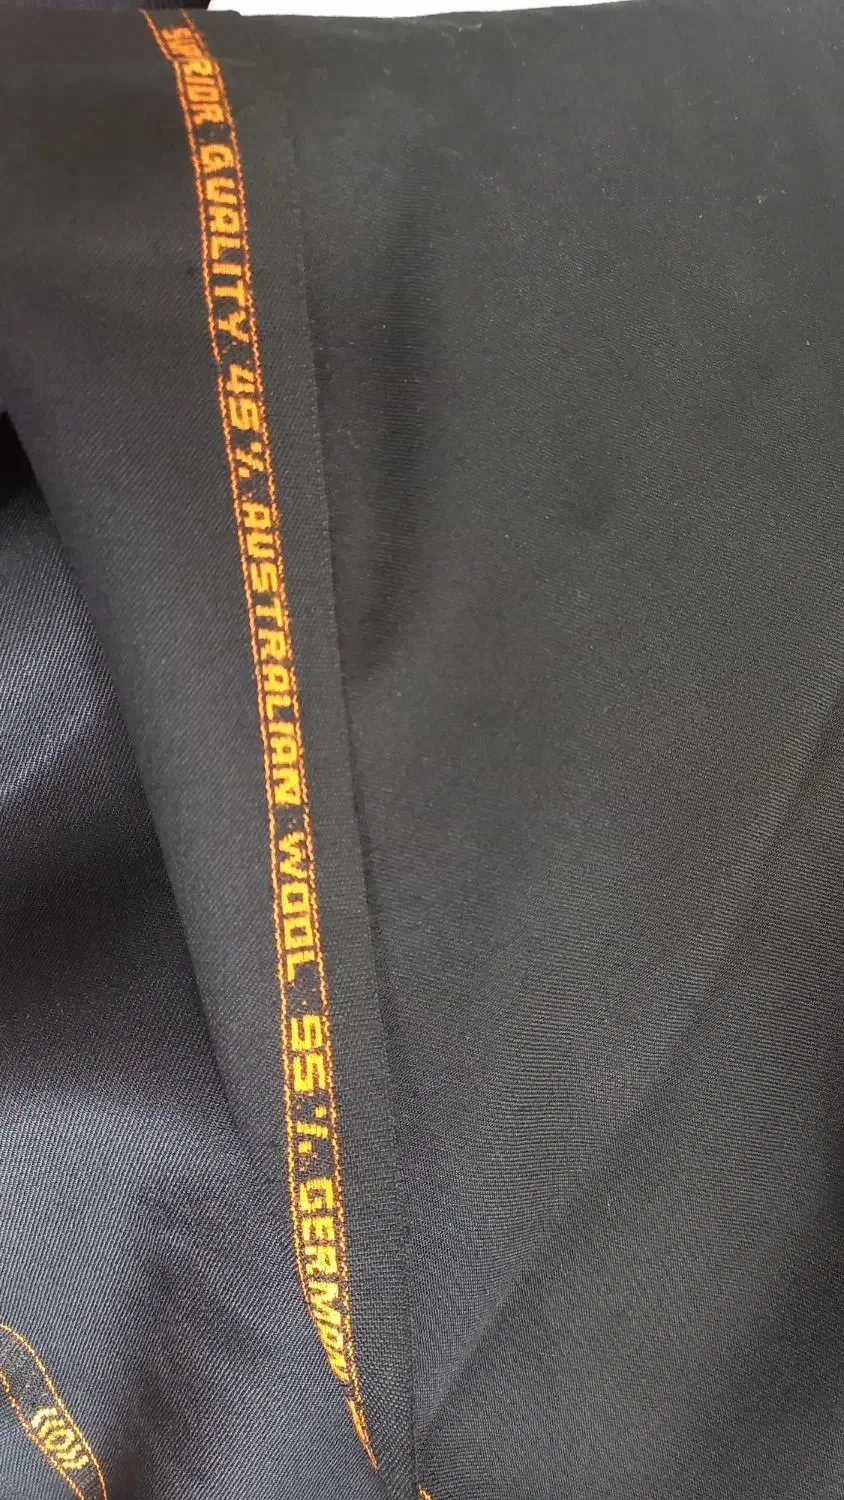 SUPERIOR QUALITY 45% AUSTRALIAN WOOL 55% GERMAN